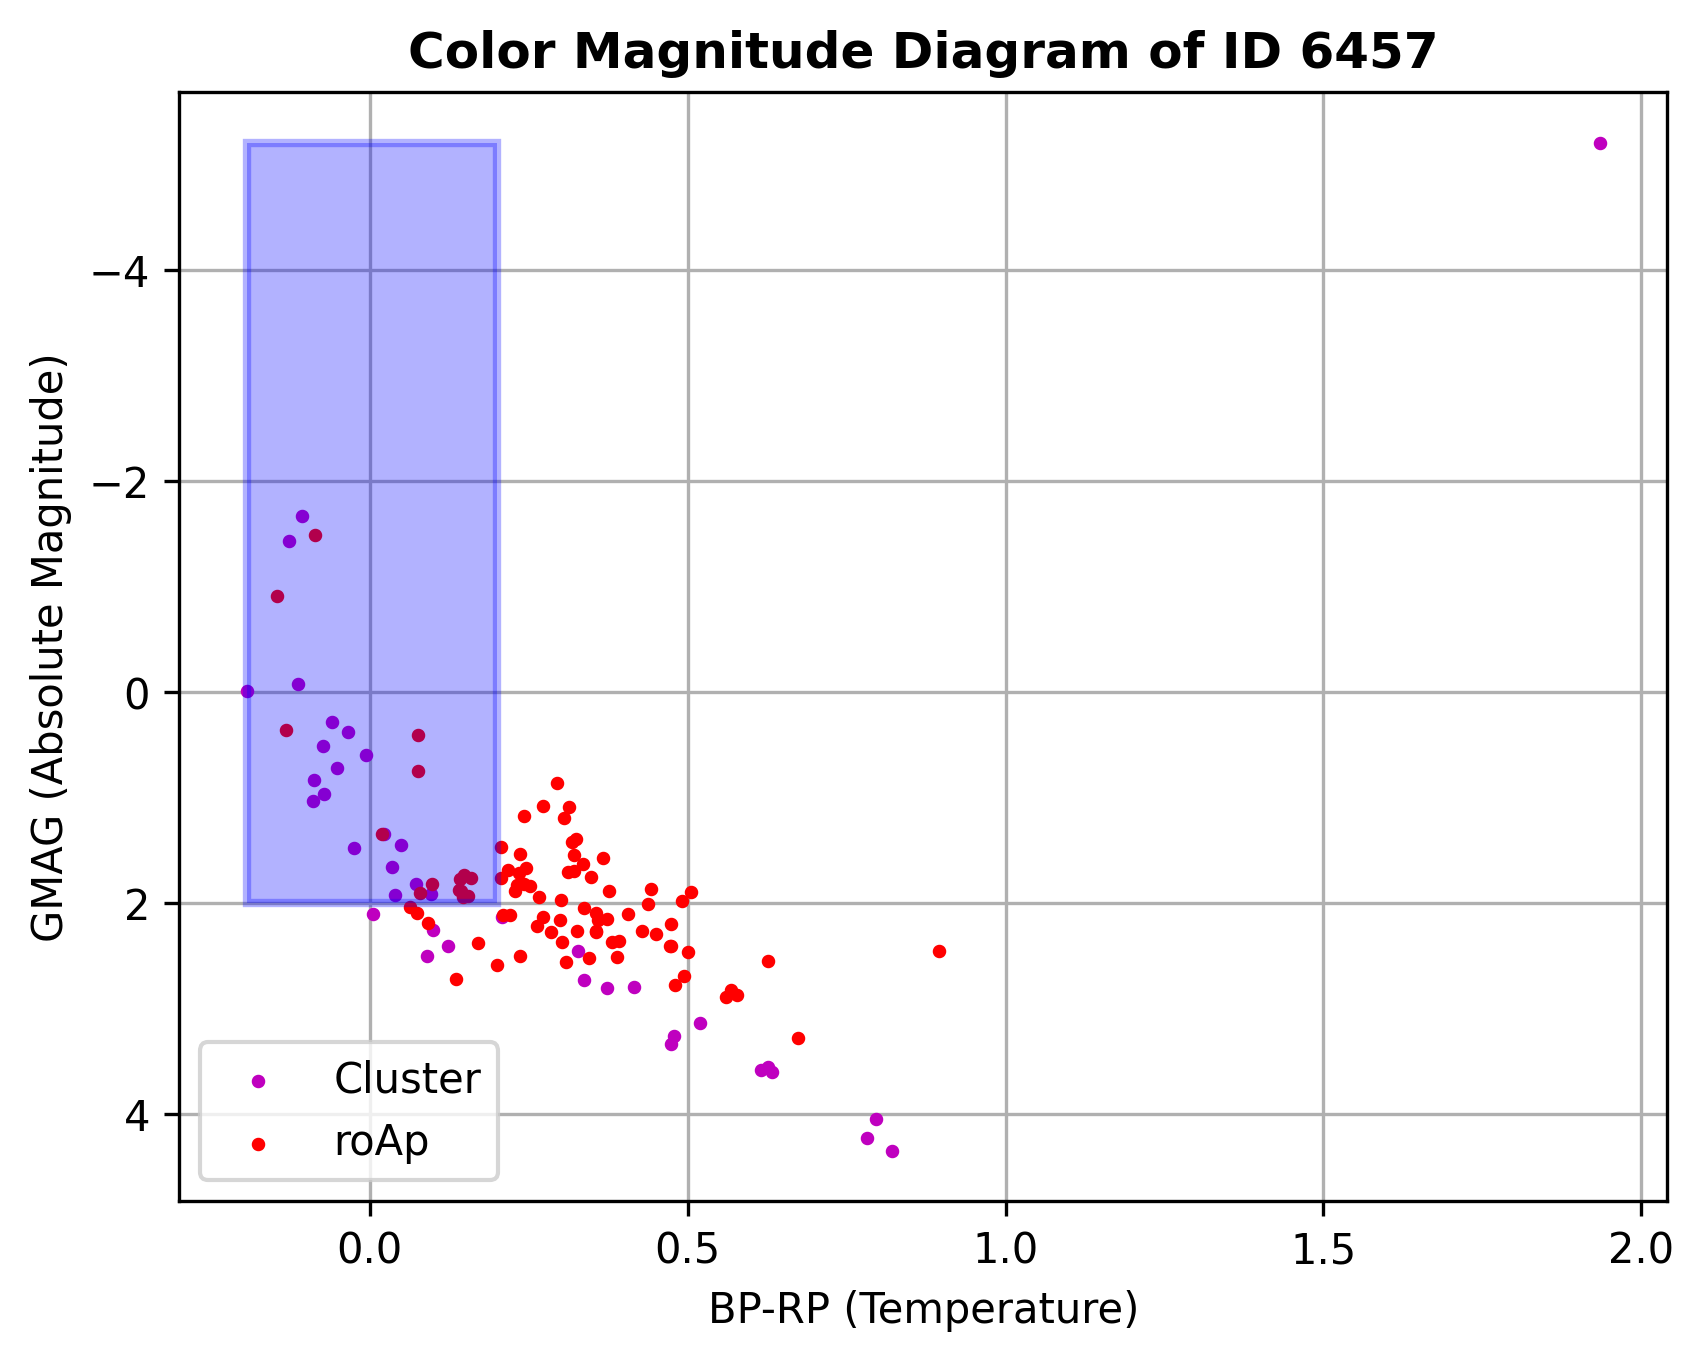 Color Magnitude Diagram of ID 6457
GMAG (Absolute Magnitude)
−4
−2
0
2
4
Cluster
roAp
0.0 0.5 1.0 1.5 2.0
BP-RP (Temperature)